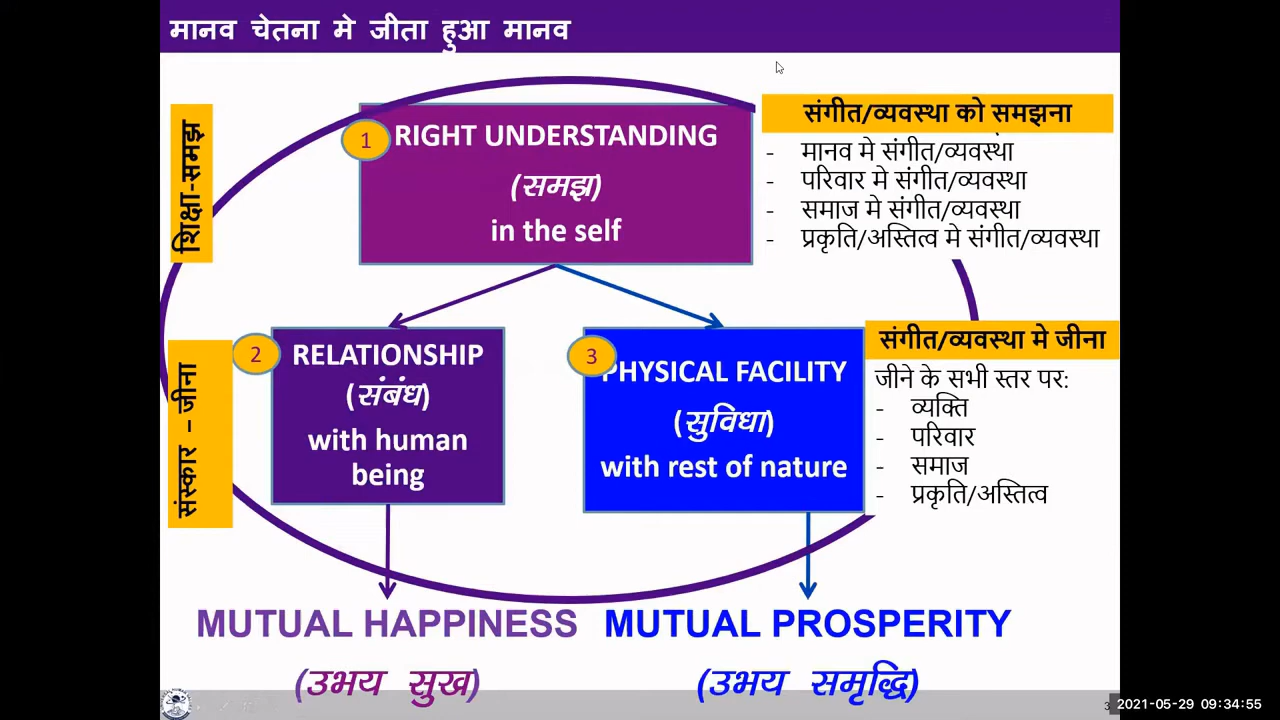 मानव चेतना मे जीता हुआ मानव
शिक्षा-समझ
1
RIGHT UNDERSTANDING
(समझ)
in the self
संगीत/व्यवस्था को समझना
- मानव मे संगीत/व्यवस्था
- परिवार मे संगीत/व्यवस्था
- समाज मे संगीत/व्यवस्था
- प्रकृति/अस्तित्व मे संगीत/व्यवस्था
संस्कार – जीना
2
RELATIONSHIP
(संबंध)
with human
being
3
PHYSICAL FACILITY
(सुविधा)
with rest of nature
संगीत/व्यवस्था मे जीना
जीने के सभी स्तर पर:
- व्यक्ति
- परिवार
- समाज
- प्रकृति/अस्तित्व
MUTUAL HAPPINESS
(उभय सुख)
MUTUAL PROSPERITY
(उभय समृद्धि)
2021-05-29 09:34:55